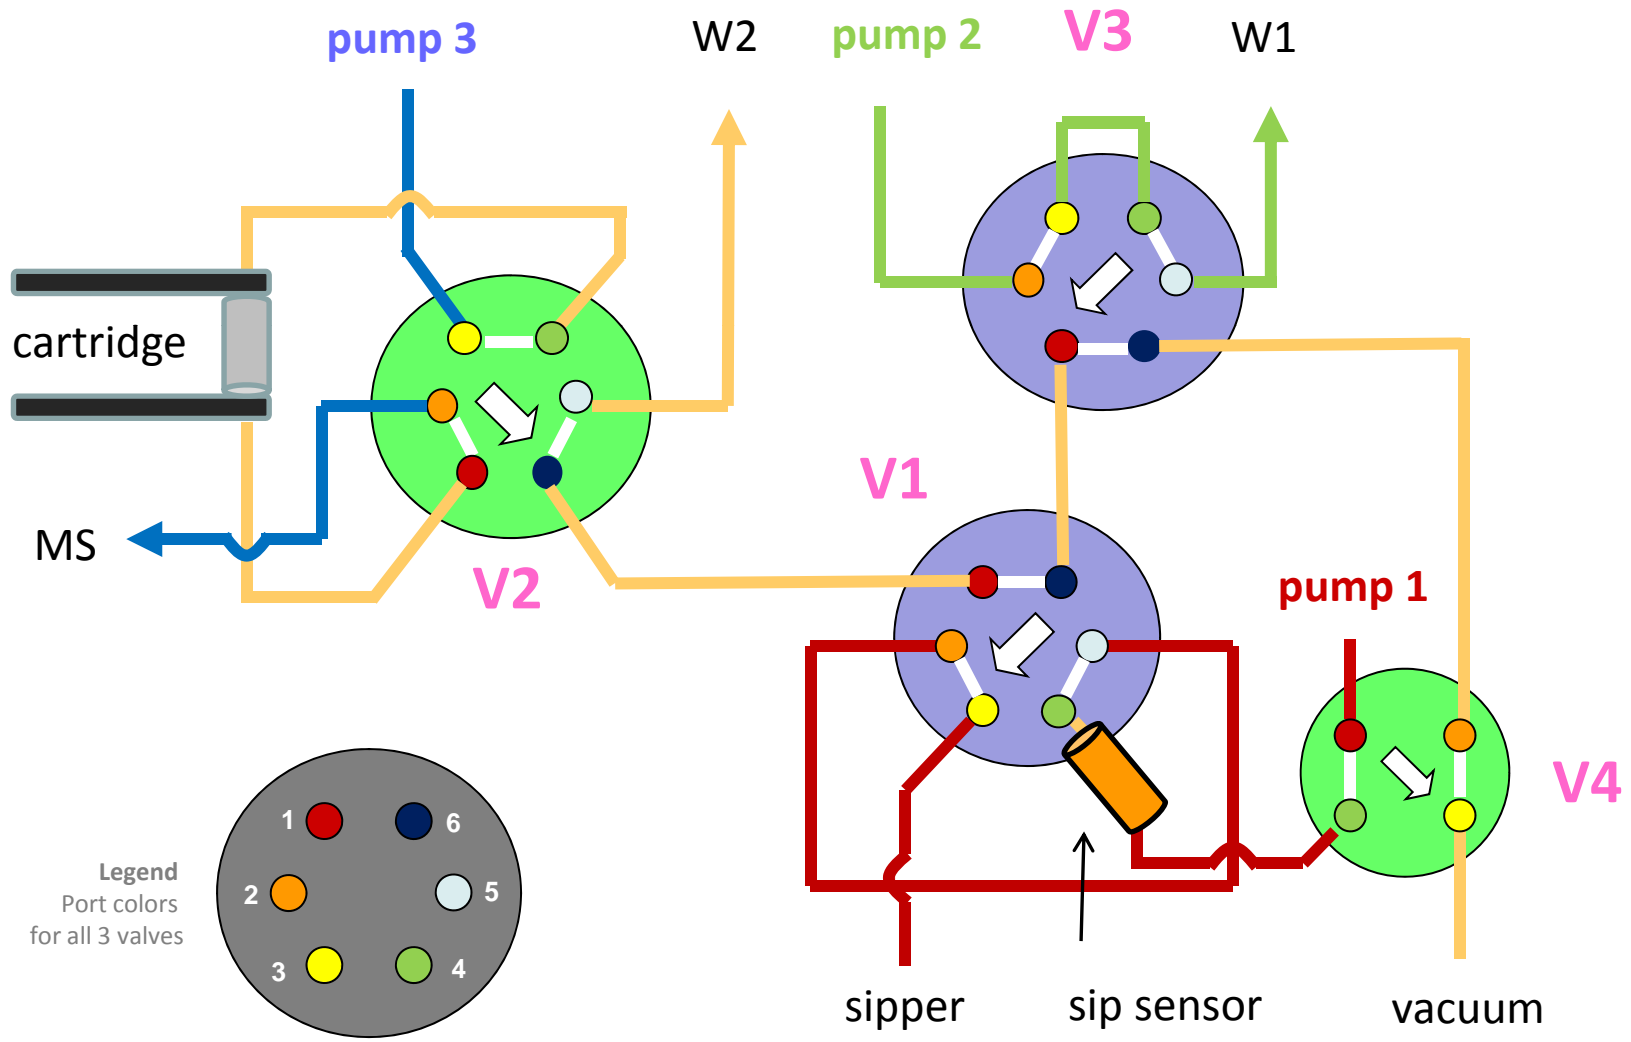 pump 3
W2
pump 2
V3
W1
cartridge
V1
MS
V2
pump 1
V4
1
6
Legend
Port colors
for all 3 valves
2
5
3
4
sipper
sip sensor
vacuum